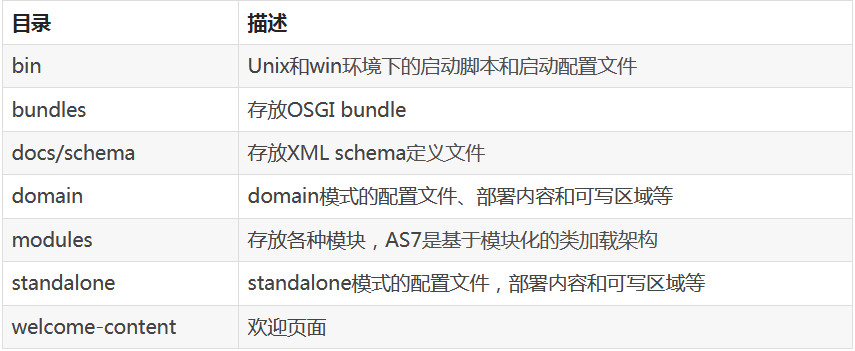 目录 描述
bin Unix和win环境下的启动脚本和启动配置文件
bundles 存放OSGI bundle
docs/schema 存放XML schema定义文件
domain domain模式的配置文件、部署内容和可写区域等
modules 存放各种模块，AS7是基于模块化的类加载架构
standalone standalone模式的配置文件，部署内容和可写区域等
welcome-content 欢迎页面